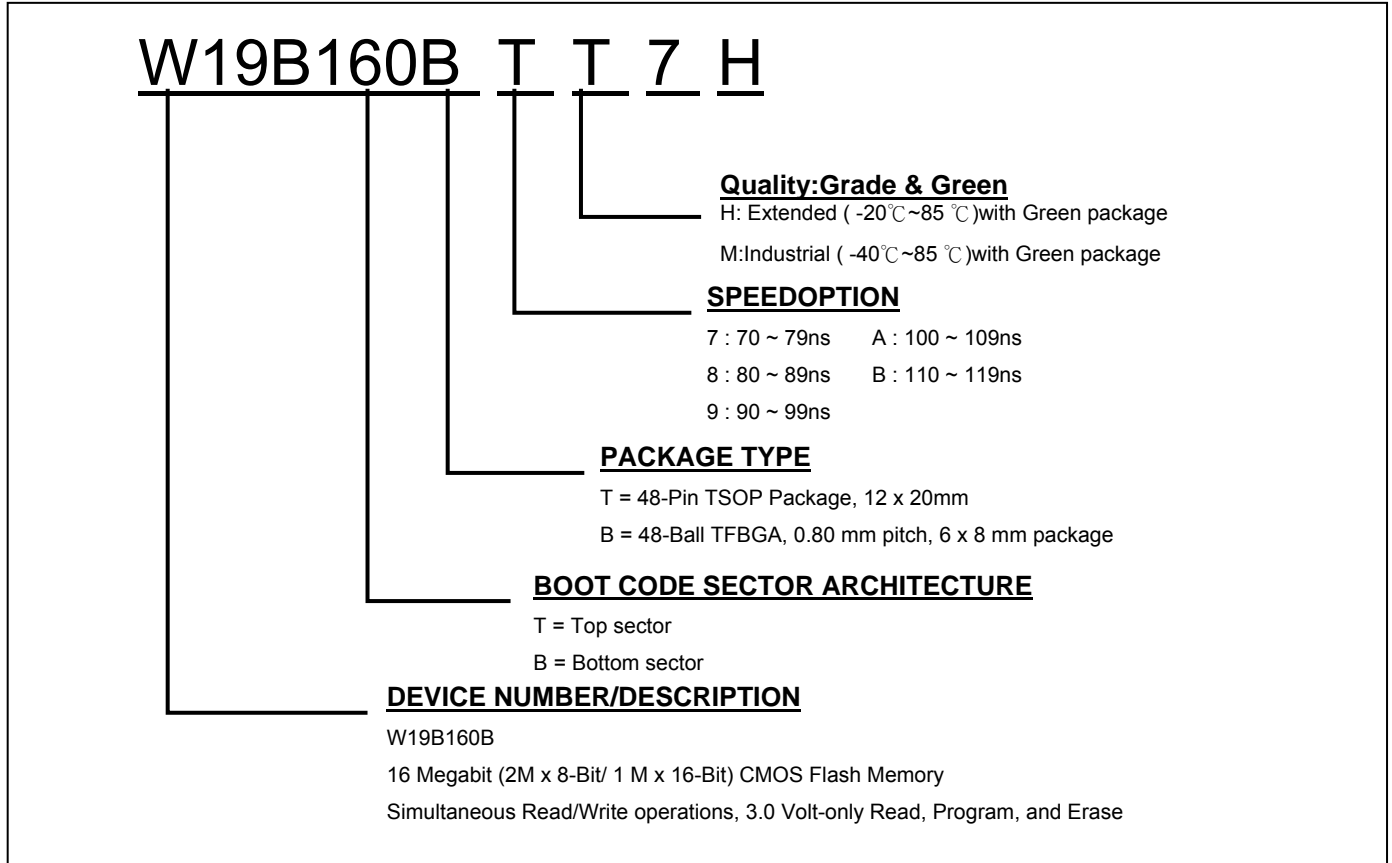 W19B160B T T 7 H
Quality:Grade & Green
H: Extended ( -20℃~85 ℃)with Green package
M:Industrial ( -40℃~85 ℃)with Green package
SPEEDOPTION
7 : 70 ~ 79ns A : 100 ~ 109ns
8 : 80 ~ 89ns B : 110 ~ 119ns
9 : 90 ~ 99ns
PACKAGE TYPE
T = 48-Pin TSOP Package, 12 x 20mm
B = 48-Ball TFBGA, 0.80 mm pitch, 6 x 8 mm package
BOOT CODE SECTOR ARCHITECTURE
T = Top sector
B = Bottom sector
DEVICE NUMBER/DESCRIPTION
W19B160B
16 Megabit (2M x 8-Bit/ 1 M x 16-Bit) CMOS Flash Memory
Simultaneous Read/Write operations, 3.0 Volt-only Read, Program, and Erase